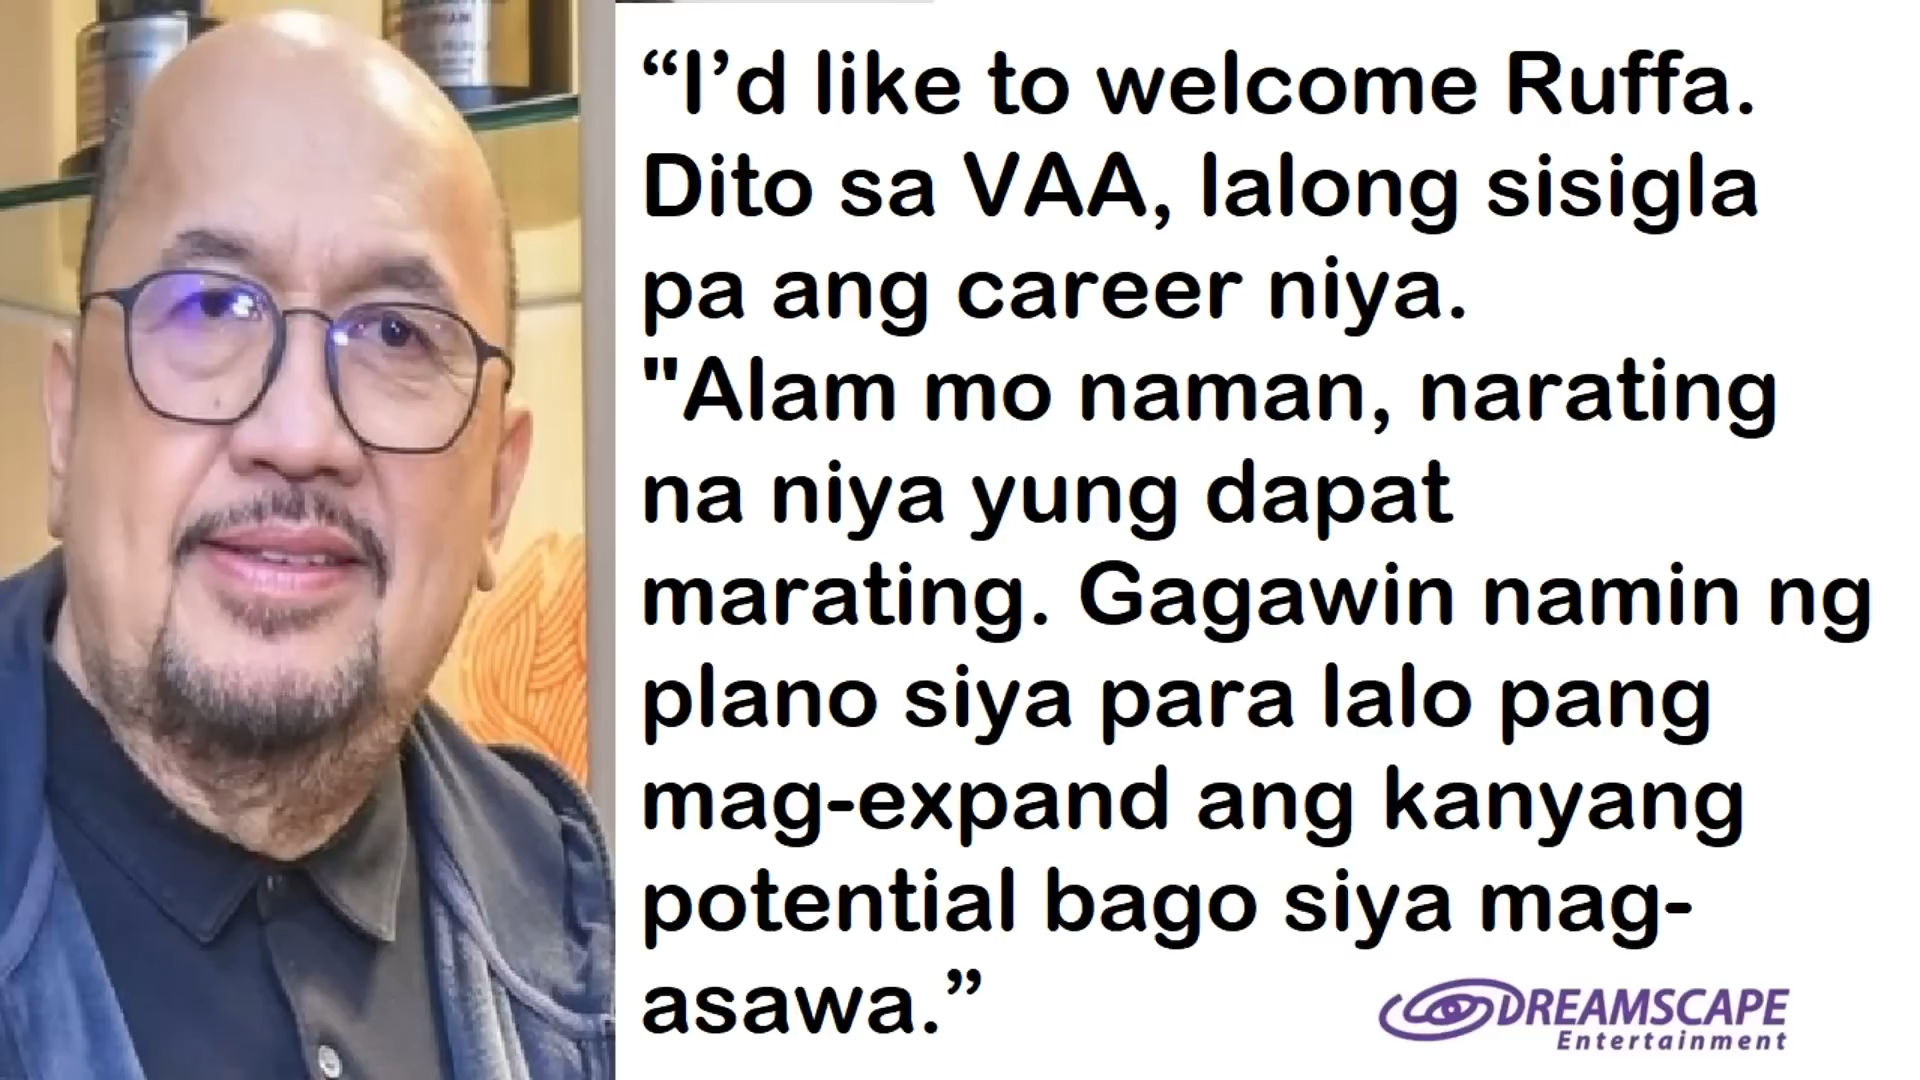 “I’d like to welcome Ruffa.
Dito sa VAA, lalong sisigla
pa ang career niya.
"Alam mo naman, narating
na niya yung dapat
marating. Gagawin namin ng
plano siya para lalo pang
mag-expand ang kanyang
potential bago siya mag-
asawa.”
DREAMSCAPE
Entertainment